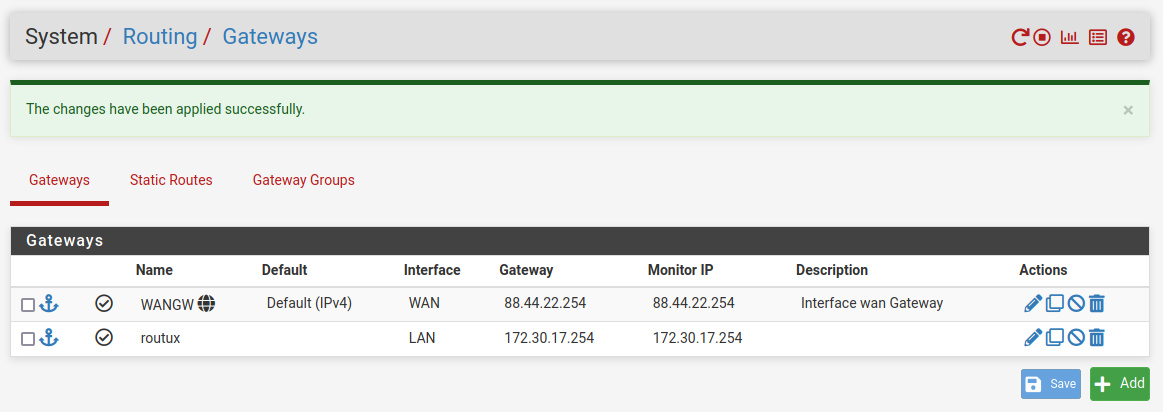 System / Routing / Gateways
The changes have been applied successfully. ×
Gateways Static Routes Gateway Groups
Gateways
Name Default Interface Gateway Monitor IP Description Actions
WANGW Default (IPv4) WAN 88.44.22.254 88.44.22.254 Interface wan Gateway
routux LAN 172.30.17.254 172.30.17.254
Save Add